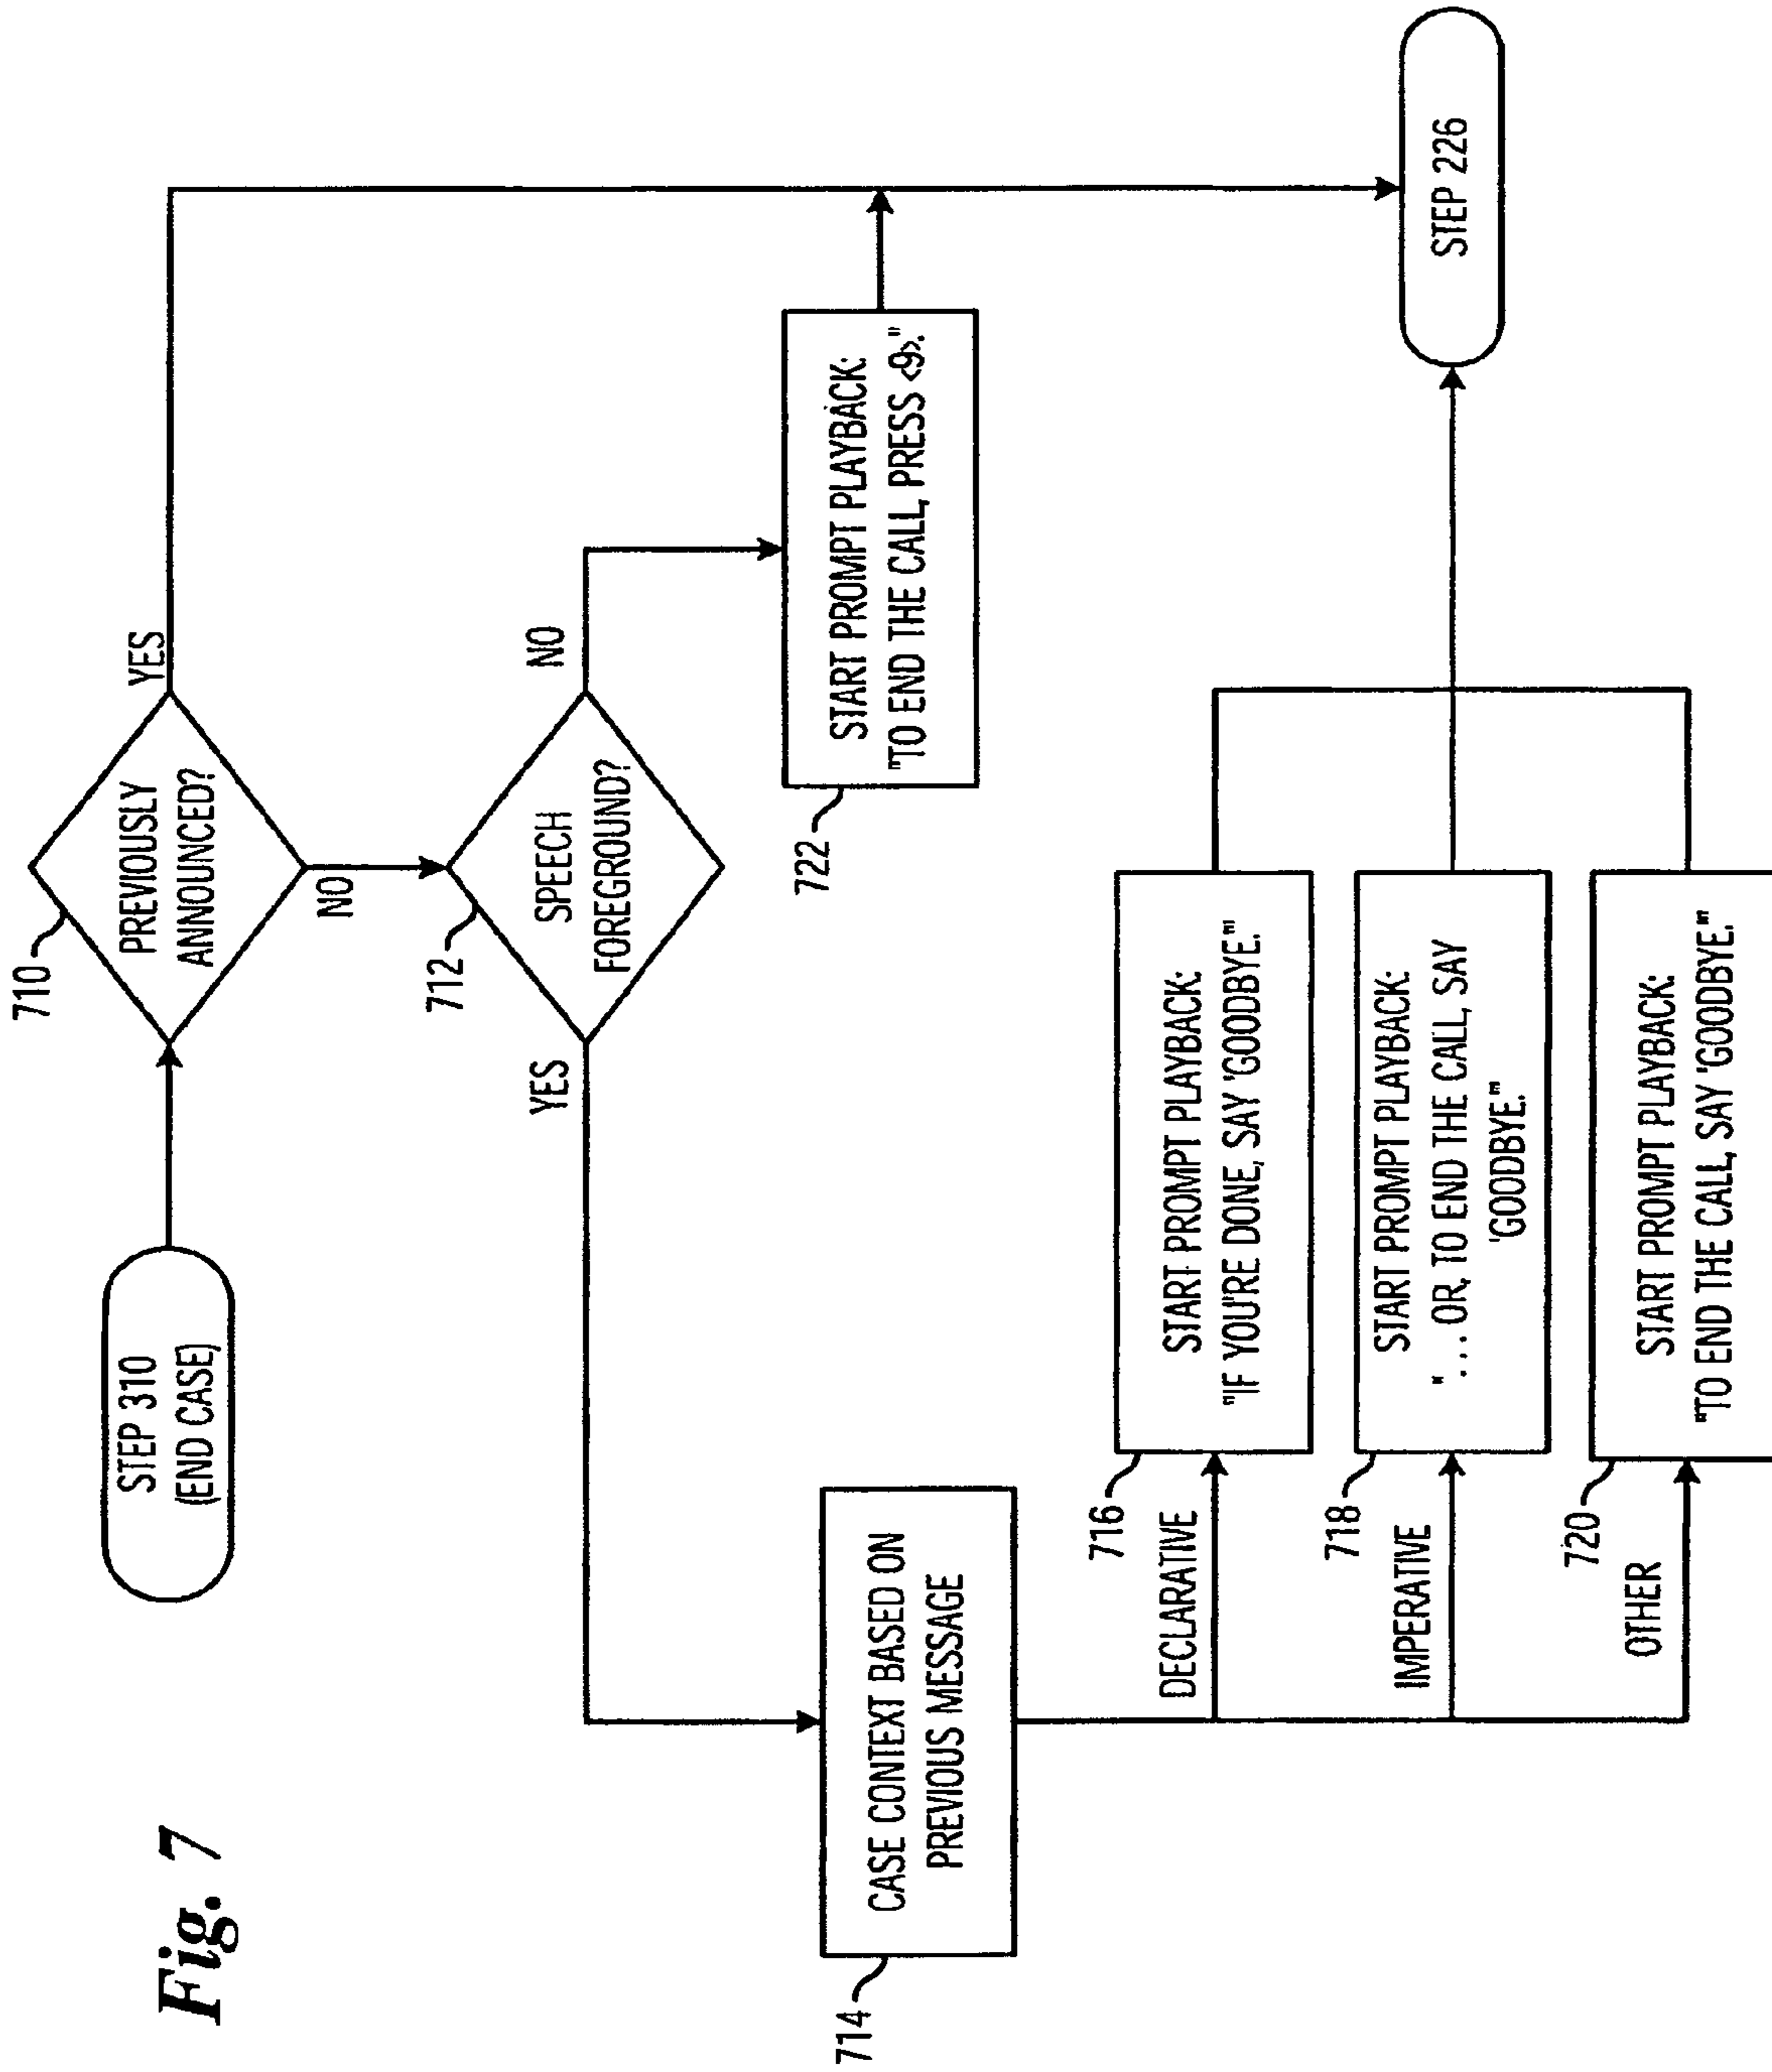 Fig. 7
STEP 310
(END CASE)
710
PREVIOUSLY
ANNOUNCED?
YES
NO
712
SPEECH
FOREGROUND?
YES
NO
722
START PROMPT PLAYBACK:
"TO END THE CALL, PRESS <9>."
714
CASE CONTEXT BASED ON
PREVIOUS MESSAGE
DECLARATIVE
716
START PROMPT PLAYBACK:
"IF YOU'RE DONE, SAY 'GOODBYE.'"
IMPERATIVE
718
START PROMPT PLAYBACK:
"...OR, TO END THE CALL, SAY
'GOODBYE.'"
OTHER
720
START PROMPT PLAYBACK:
"TO END THE CALL, SAY 'GOODBYE.'"
STEP 226